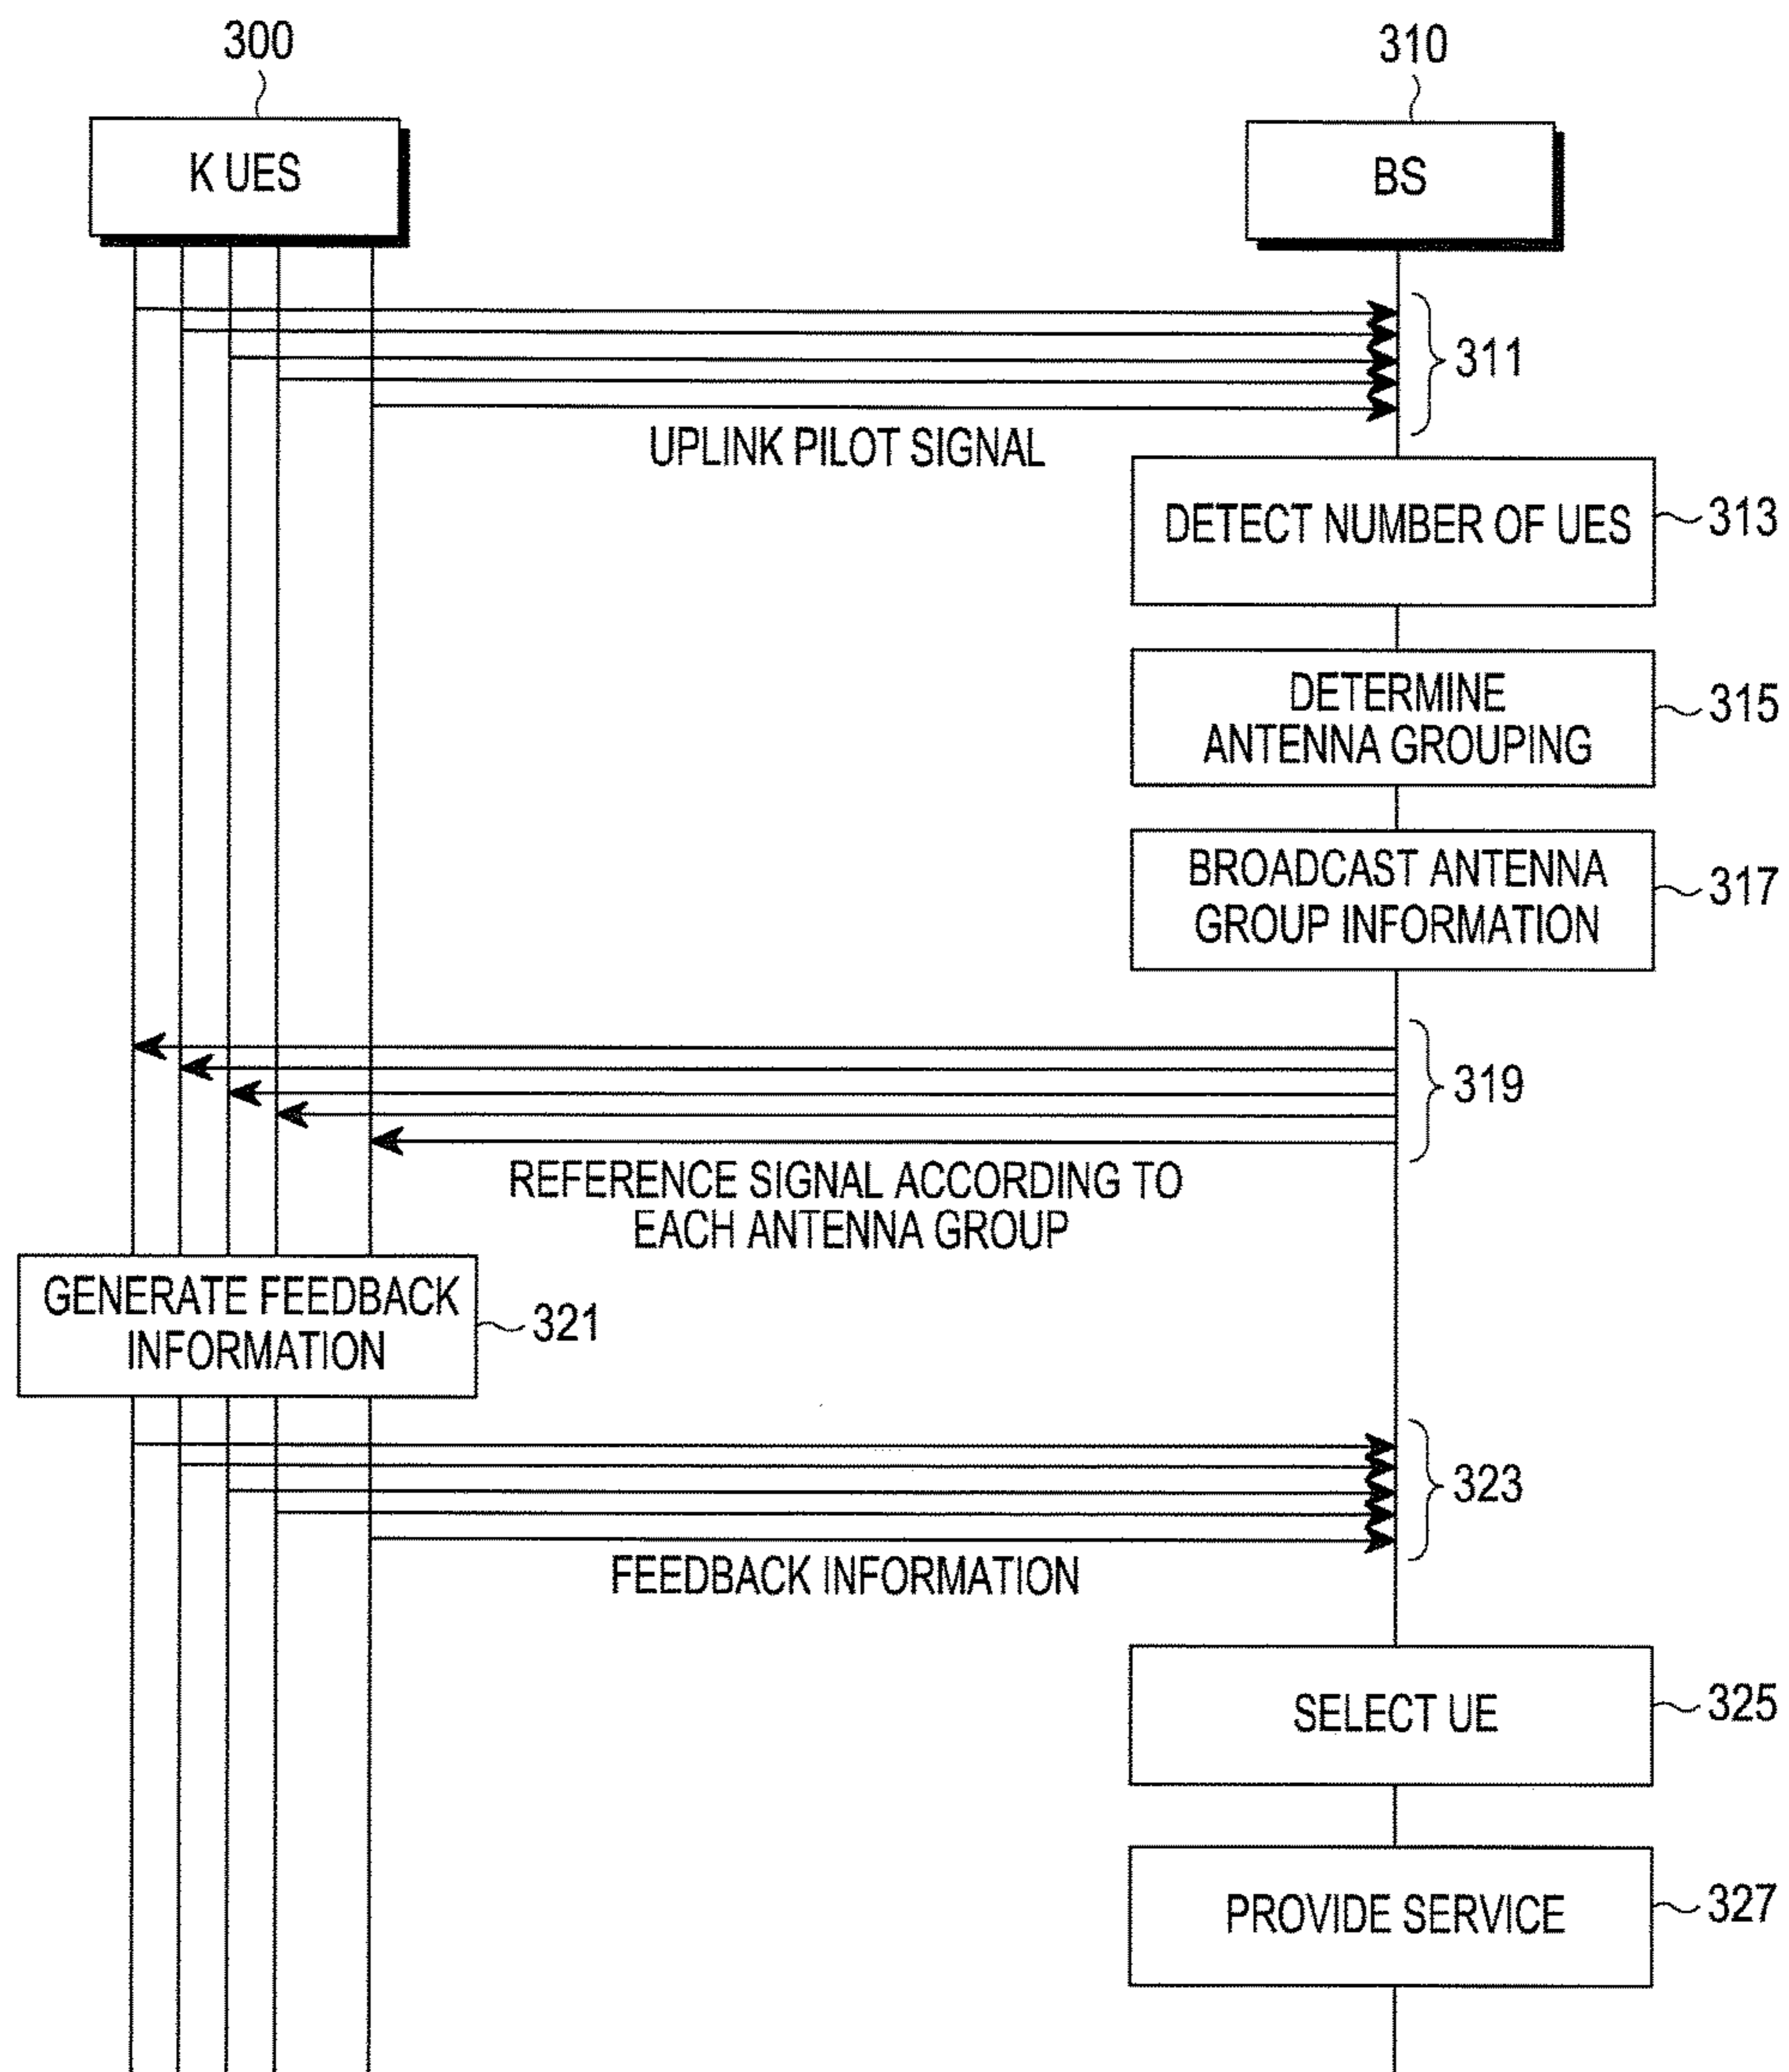 300
310
K UES
BS
311
UPLINK PILOT SIGNAL
DETECT NUMBER OF UES
313
DETERMINE
ANTENNA GROUPING
315
BROADCAST ANTENNA
GROUP INFORMATION
317
319
REFERENCE SIGNAL ACCORDING TO
EACH ANTENNA GROUP
GENERATE FEEDBACK
INFORMATION
321
323
FEEDBACK INFORMATION
SELECT UE
325
PROVIDE SERVICE
327